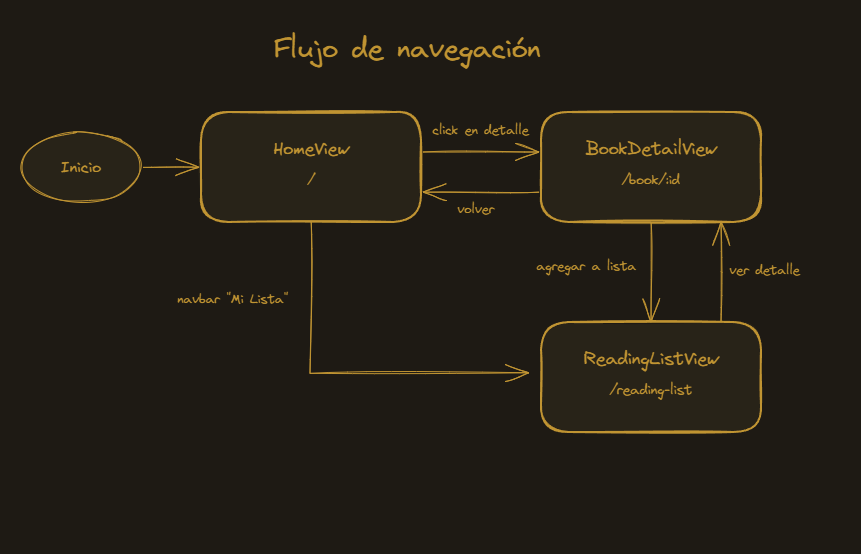 Flujo de navegación
Inicio
HomeView
/
click en detalle
volver
BookDetailView
/book/:id
navbar "Mi Lista"
agregar a lista
ver detalle
ReadingListView
/reading-list